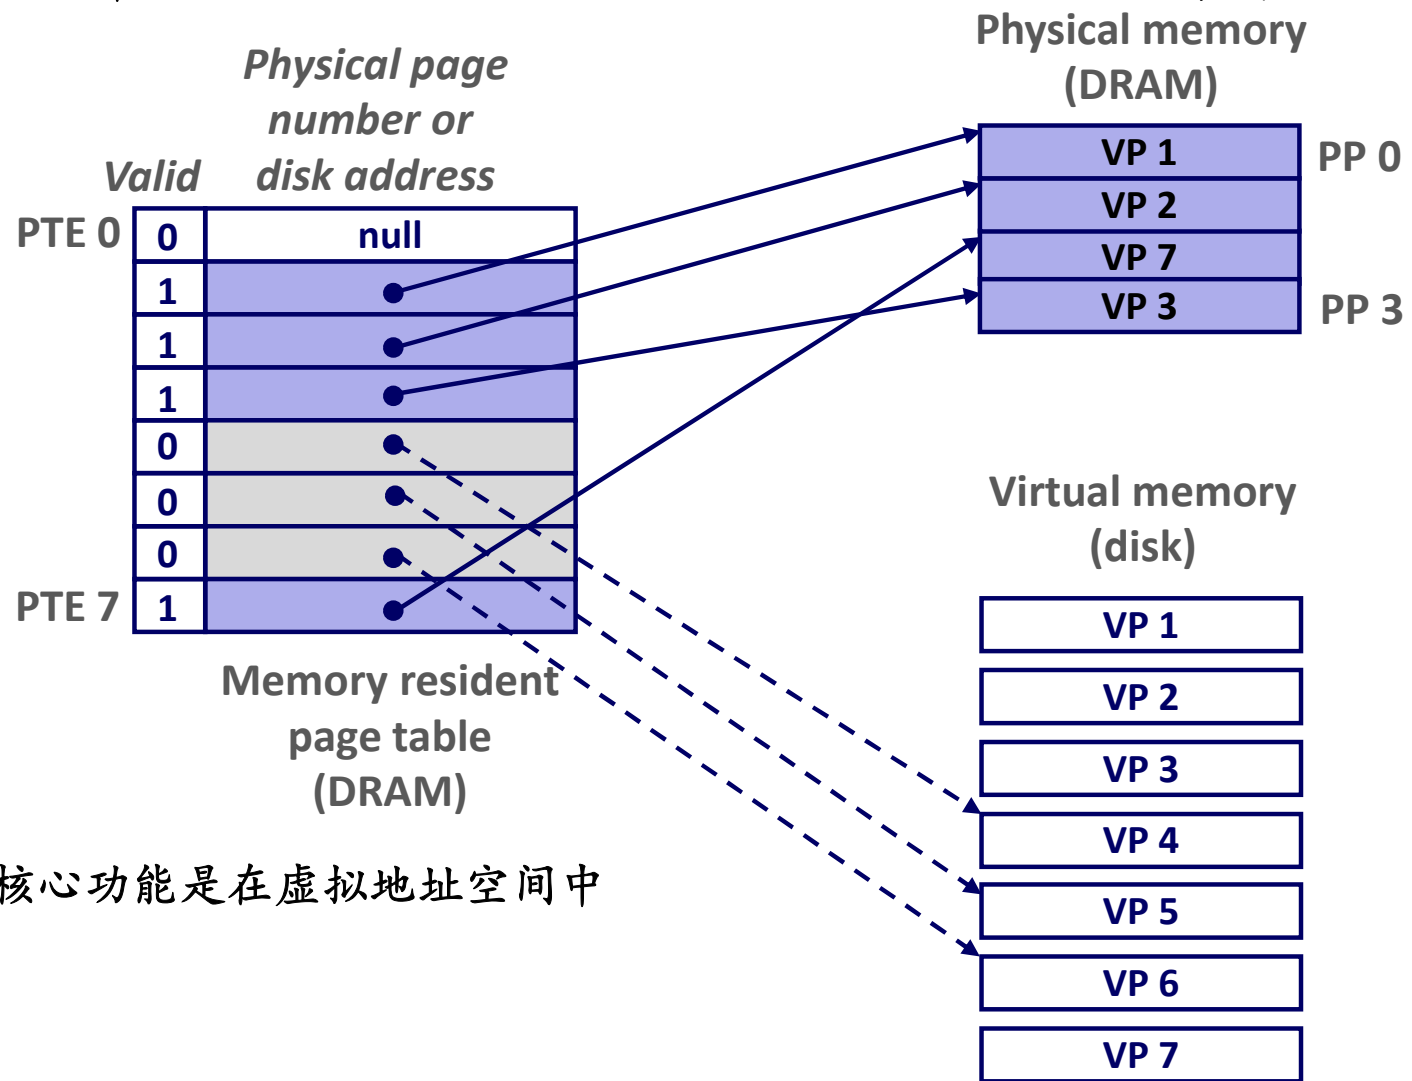 Physical page
number or
disk address
Valid
PTE 0
0
null
1
1
1
0
0
0
PTE 7
1
Memory resident
page table
(DRAM)
Physical memory
(DRAM)
VP 1
PP 0
VP 2
VP 7
VP 3
PP 3
Virtual memory
(disk)
VP 1
VP 2
VP 3
VP 4
VP 5
VP 6
VP 7
核心功能是在虚拟地址空间中